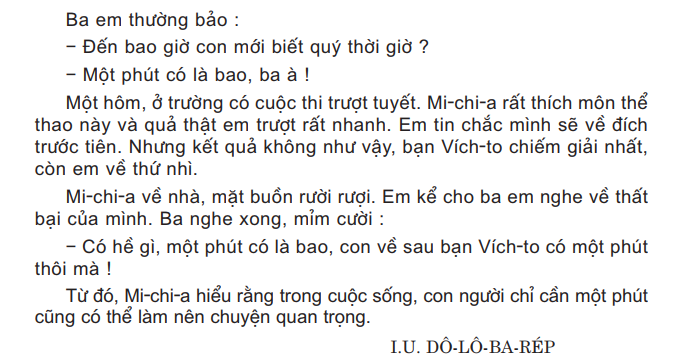 Ba em thường bảo :
– Đến bao giờ con mới biết quý thời giờ ?
– Một phút có là bao, ba à !
Một hôm, ở trường có cuộc thi trượt tuyết. Mi-chi-a rất thích môn thể
thao này và quả thật em trượt rất nhanh. Em tin chắc mình sẽ về đích
trước tiên. Nhưng kết quả không như vậy, bạn Vích-to chiếm giải nhất,
còn em về thứ nhì.
Mi-chi-a về nhà, mặt buồn rười rượi. Em kể cho ba em nghe về thất
bại của mình. Ba nghe xong, mỉm cười :
– Có hề gì, một phút có là bao, con về sau bạn Vích-to có một phút
thôi mà !
Từ đó, Mi-chi-a hiểu rằng trong cuộc sống, con người chỉ cần một phút
cũng có thể làm nên chuyện quan trọng.
I.U. DÔ-LÔ-BA-RÉP